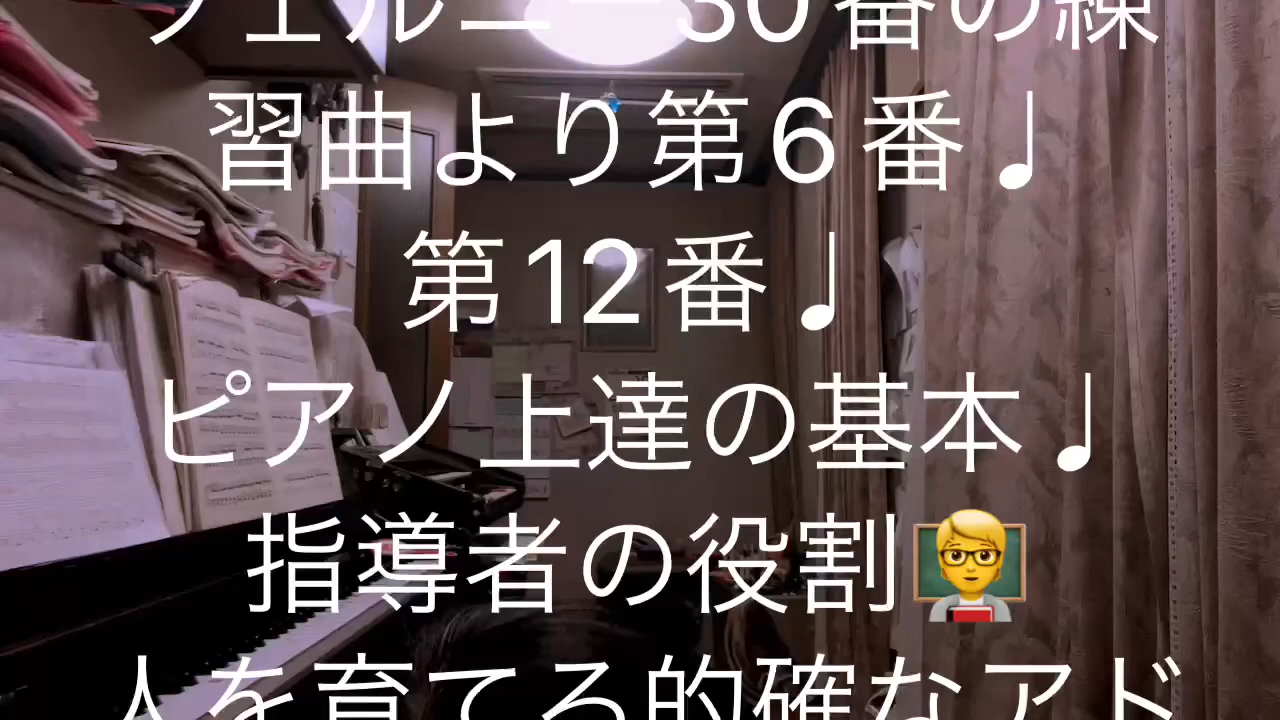 ツェルニー30番の練
習曲より第6番♩
第12番♩
ピアノ上達の基本♩
指導者の役割🧑‍🏫
人を育てる的確なアド